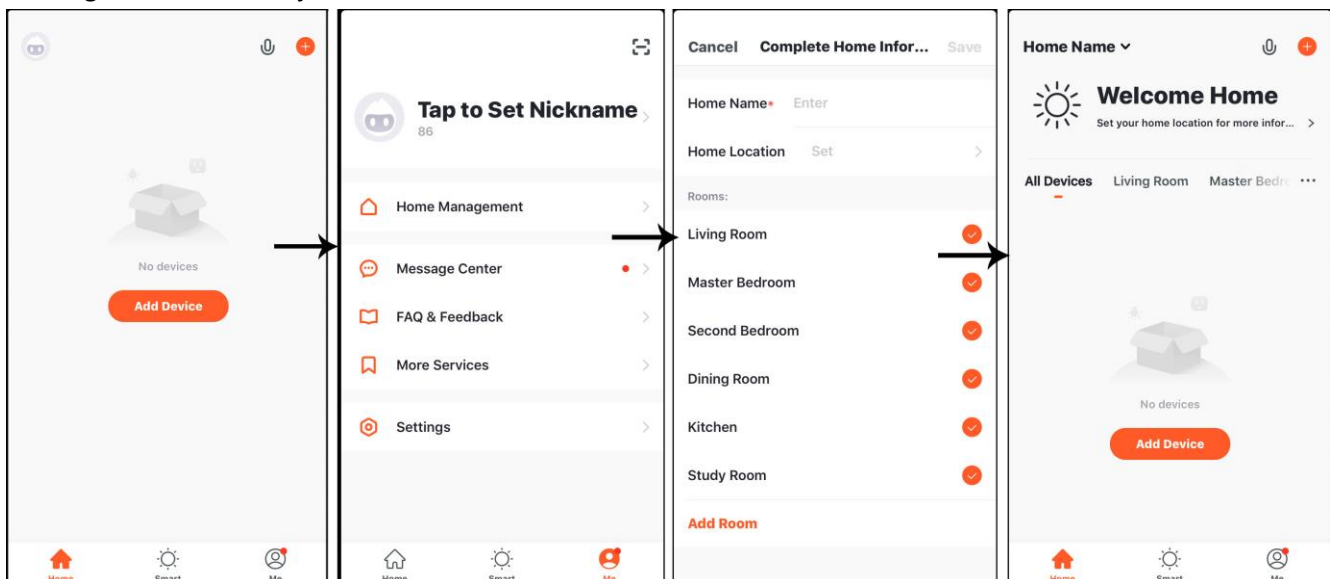 No devices
Add Device
Home
Smart
Me
Tap to Set Nickname
86
Home Management
Message Center
FAQ & Feedback
More Services
Settings
Home
Smart
Me
Cancel Complete Home Infor... Save
Home Name* Enter
Home Location Set
Rooms:
Living Room
Master Bedroom
Second Bedroom
Dining Room
Kitchen
Study Room
Add Room
Home Name
Welcome Home
Set your home location for more infor...
All Devices Living Room Master Bedr
No devices
Add Device
Home
Smart
Me